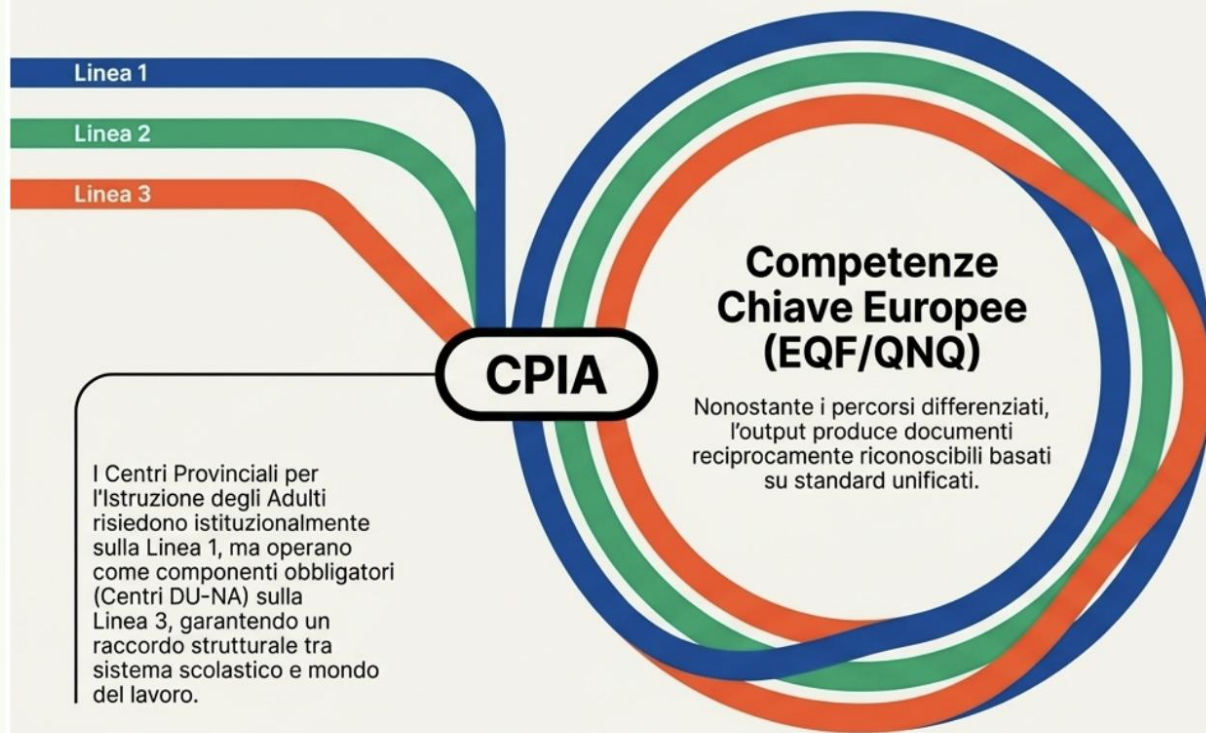 Linea 1
Linea 2
Linea 3
CPIA
Competenze
Chiave Europee
(EQF/QNQ)
Nonostante i percorsi differenziati,
l'output produce documenti
reciprocamente riconoscibili basati
su standard unificati.
I Centri Provinciali per
l'Istruzione degli Adulti
risiedono istituzionalmente
sulla Linea 1, ma operano
come componenti obbligatori
(Centri DU-NA) sulla
Linea 3, garantendo un
raccordo strutturale tra
sistema scolastico e mondo
del lavoro.